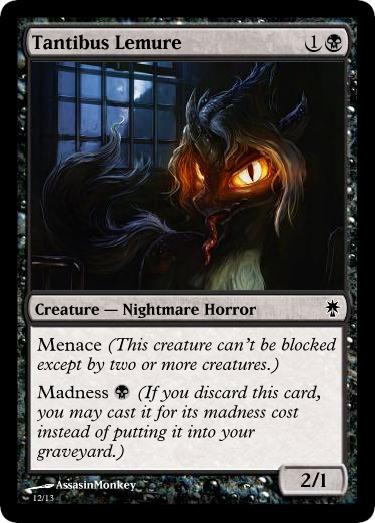 Tantibus Lemure 1
Creature — Nightmare Horror
Menace (This creature can't be blocked
except by two or more creatures.)
Madness (If you discard this card,
you may cast it for its madness cost
instead of putting it into your
graveyard.)
2/1
AssasinMonkey
12/13